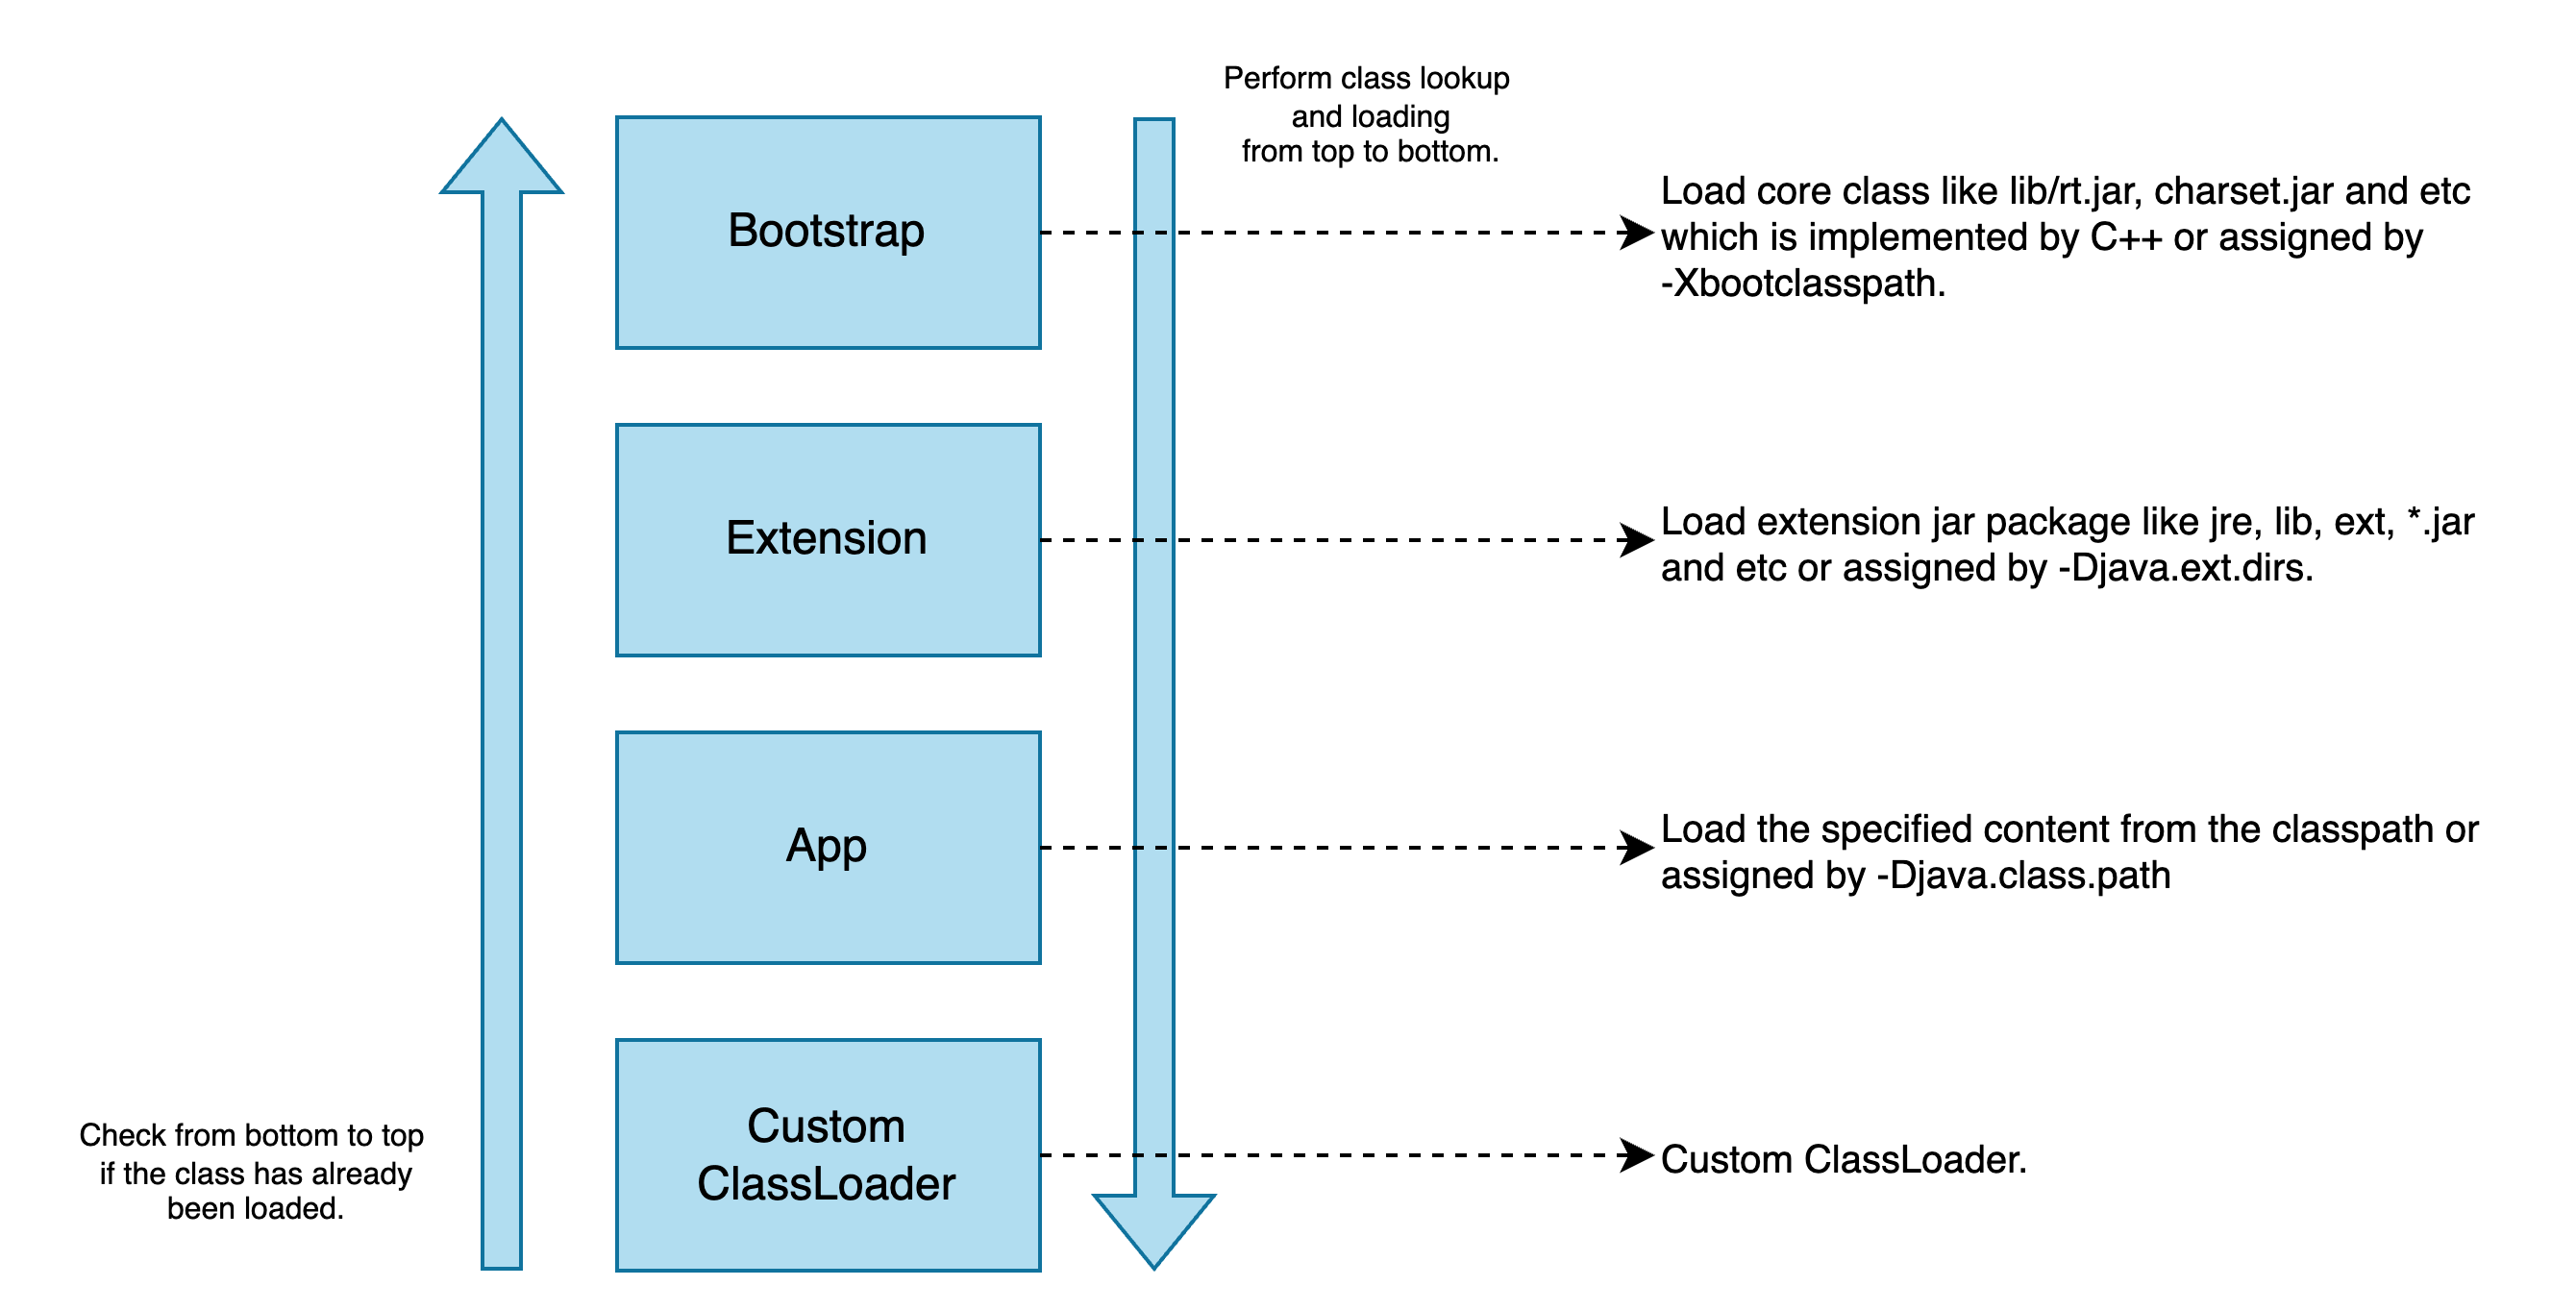 Perform class lookup
and loading
from top to bottom.
Bootstrap
Load core class like lib/rt.jar, charset.jar and etc
which is implemented by C++ or assigned by
-Xbootclasspath.
Extension
Load extension jar package like jre, lib, ext, *.jar
and etc or assigned by -Djava.ext.dirs.
App
Load the specified content from the classpath or
assigned by -Djava.class.path
Check from bottom to top
if the class has already
been loaded.
Custom
ClassLoader
Custom ClassLoader.